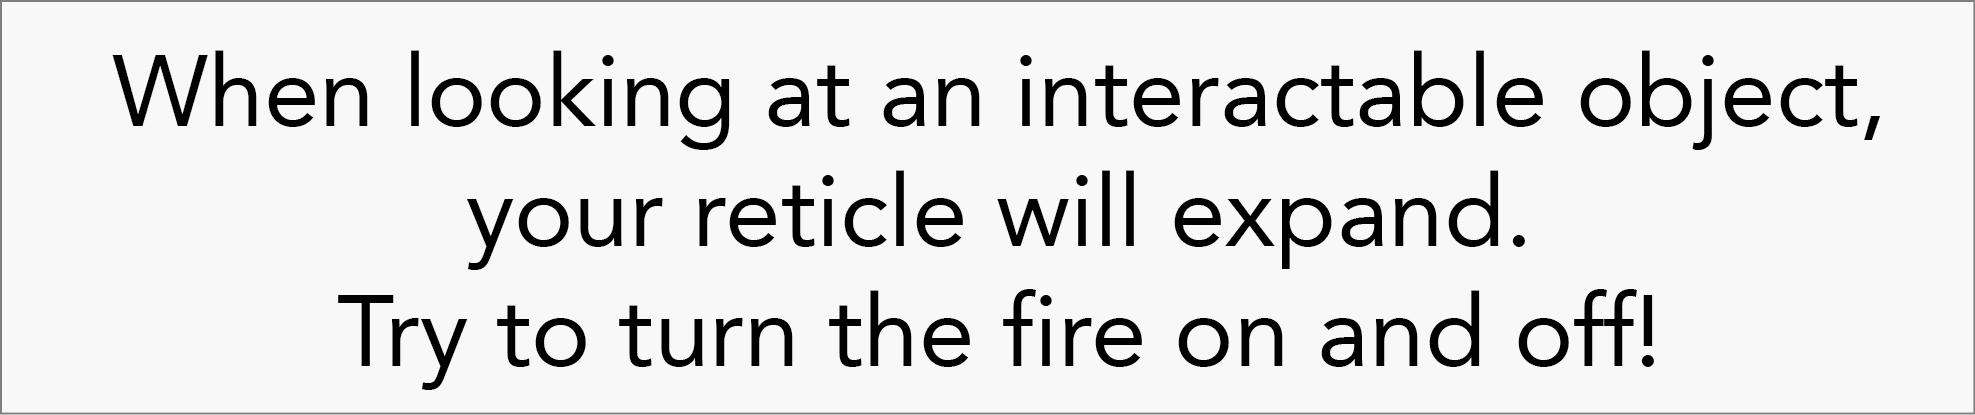 When looking at an interactable object,
your reticle will expand.
Try to turn the fire on and off!